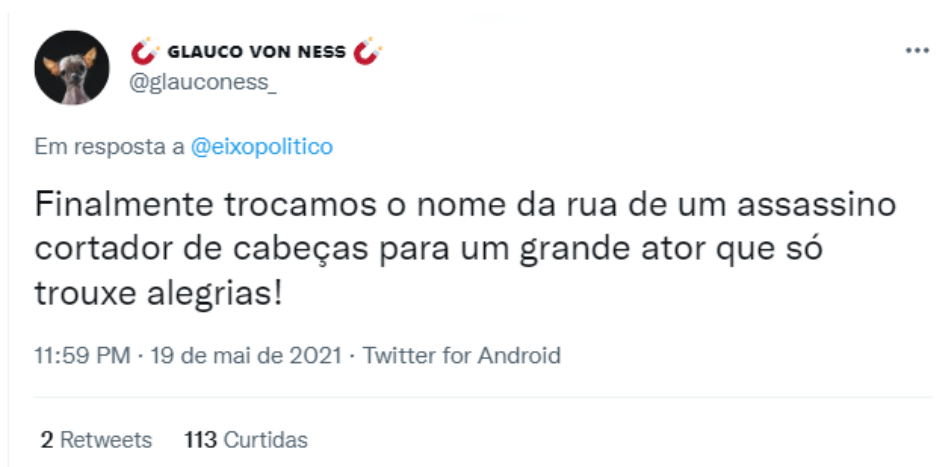 🧲 GLAUCO VON NESS 🧲
@glauconess_
Em resposta a @eixopolitico
Finalmente trocamos o nome da rua de um assassino
cortador de cabeças para um grande ator que só
trouxe alegrias!
11:59 PM · 19 de mai de 2021 · Twitter for Android
2 Retweets 113 Curtidas